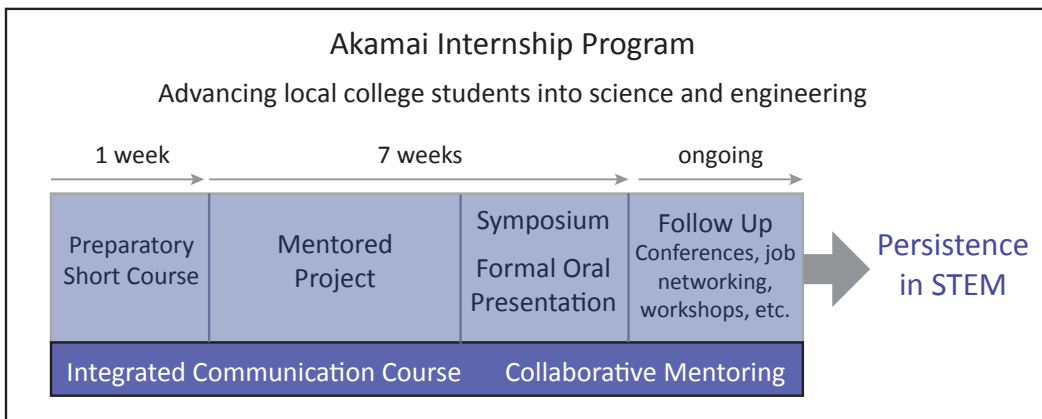 Akamai Internship Program
Advancing local college students into science and engineering
1 week
7 weeks
ongoing
Preparatory
Short Course
Mentored
Project
Symposium
Formal Oral
Presentation
Follow Up
Conferences, job
networking,
workshops, etc.
Persistence
in STEM
Integrated Communication Course
Collaborative Mentoring